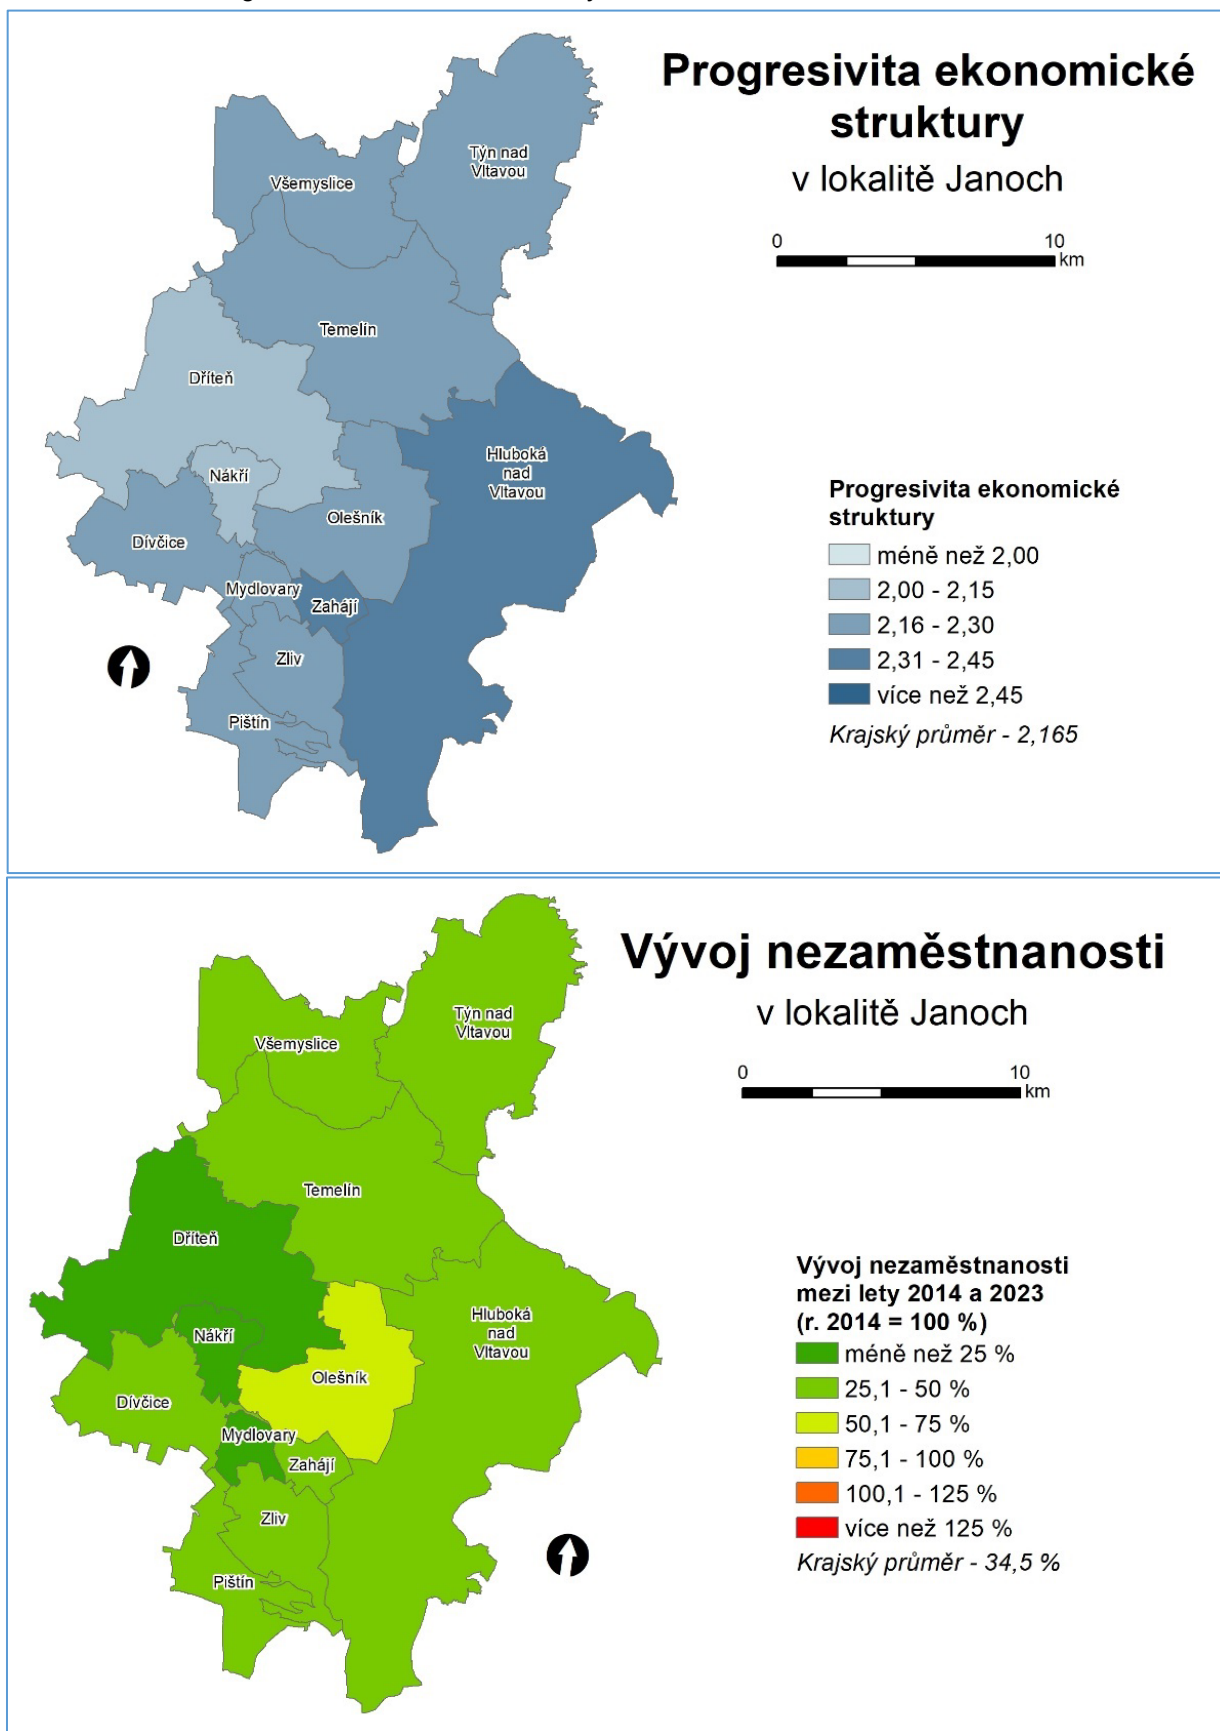 Progresivita ekonomické
struktury
v lokalitě Janoch
0 10
km
Týn nad
Vltavou
Všemyslice
Temelín
Dříteň
Hluboká
nad
Vltavou
Nákří
Olešník
Dívčice
Mydlovary
Zahájí
Zliv
Pištín
Progresivita ekonomické
struktury
méně než 2,00
2,00 - 2,15
2,16 - 2,30
2,31 - 2,45
více než 2,45
Krajský průměr - 2,165
Vývoj nezaměstnanosti
v lokalitě Janoch
0 10
km
Týn nad
Vltavou
Všemyslice
Temelín
Dříteň
Hluboká
nad
Vltavou
Nákří
Olešník
Dívčice
Mydlovary
Zahájí
Zliv
Pištín
Vývoj nezaměstnanosti
mezi lety 2014 a 2023
(r. 2014 = 100 %)
méně než 25 %
25,1 - 50 %
50,1 - 75 %
75,1 - 100 %
100,1 - 125 %
více než 125 %
Krajský průměr - 34,5 %